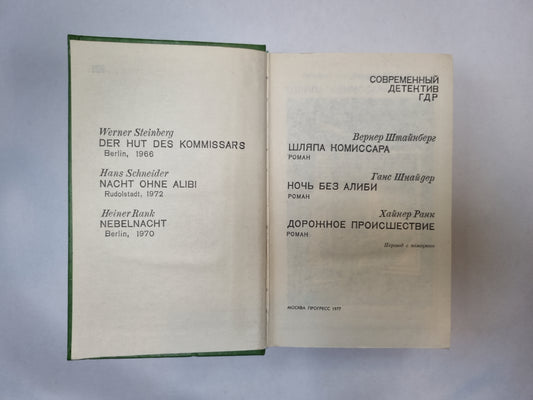 Werner Steinberg
DER HUT DES KOMMISSARS
Berlin, 1966
Hans Schneider
NACHT OHNE ALIBI
Rudolstadt, 1972
Heiner Rank
NEBELNACHT
Berlin, 1970
СОВРЕМЕННЫЙ
ДЕТЕКТИВ
ГДР
Вернер Штайнберг
ШЛЯПА КОМИССАРА
РОМАН
Ганс Шнайдер
НОЧЬ БЕЗ АЛИБИ
РОМАН
Хайнер Ранк
ДОРОЖНОЕ ПРОИСШЕСТВИЕ
РОМАН
Перевод с немецкого
МОСКВА ПРОГРЕСС 1977